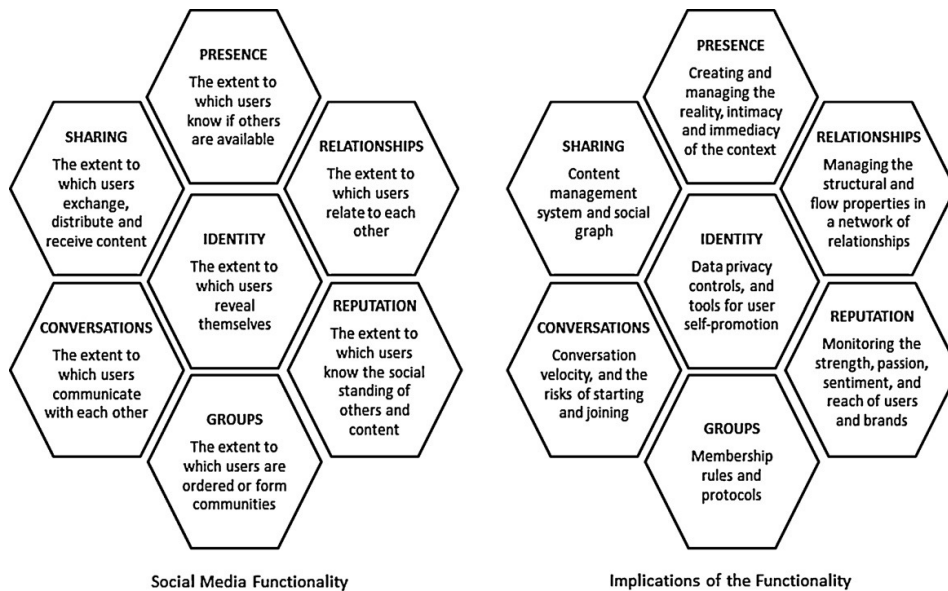 PRESENCE
The extent to
which users
know if others
are available
SHARING
The extent to
which users
exchange,
distribute and
receive content
RELATIONSHIPS
The extent to
which users
relate to each
other
IDENTITY
The extent to
which users
reveal
themselves
CONVERSATIONS
The extent to
which users
communicate
with each other
REPUTATION
The extent to
which users
know the social
standing of
others and
content
GROUPS
The extent to
which users are
ordered or form
communities
Social Media Functionality
PRESENCE
Creating and
managing the
reality, intimacy
and immediacy
of the context
SHARING
Content
management
system and social
graph
RELATIONSHIPS
Managing the
structural and
flow properties in
a network of
relationships
IDENTITY
Data privacy
controls, and
tools for user
self-promotion
CONVERSATIONS
Conversation
velocity, and the
risks of starting
and joining
REPUTATION
Monitoring the
strength, passion,
sentiment, and
reach of users
and brands
GROUPS
Membership
rules and
protocols
Implications of the Functionality